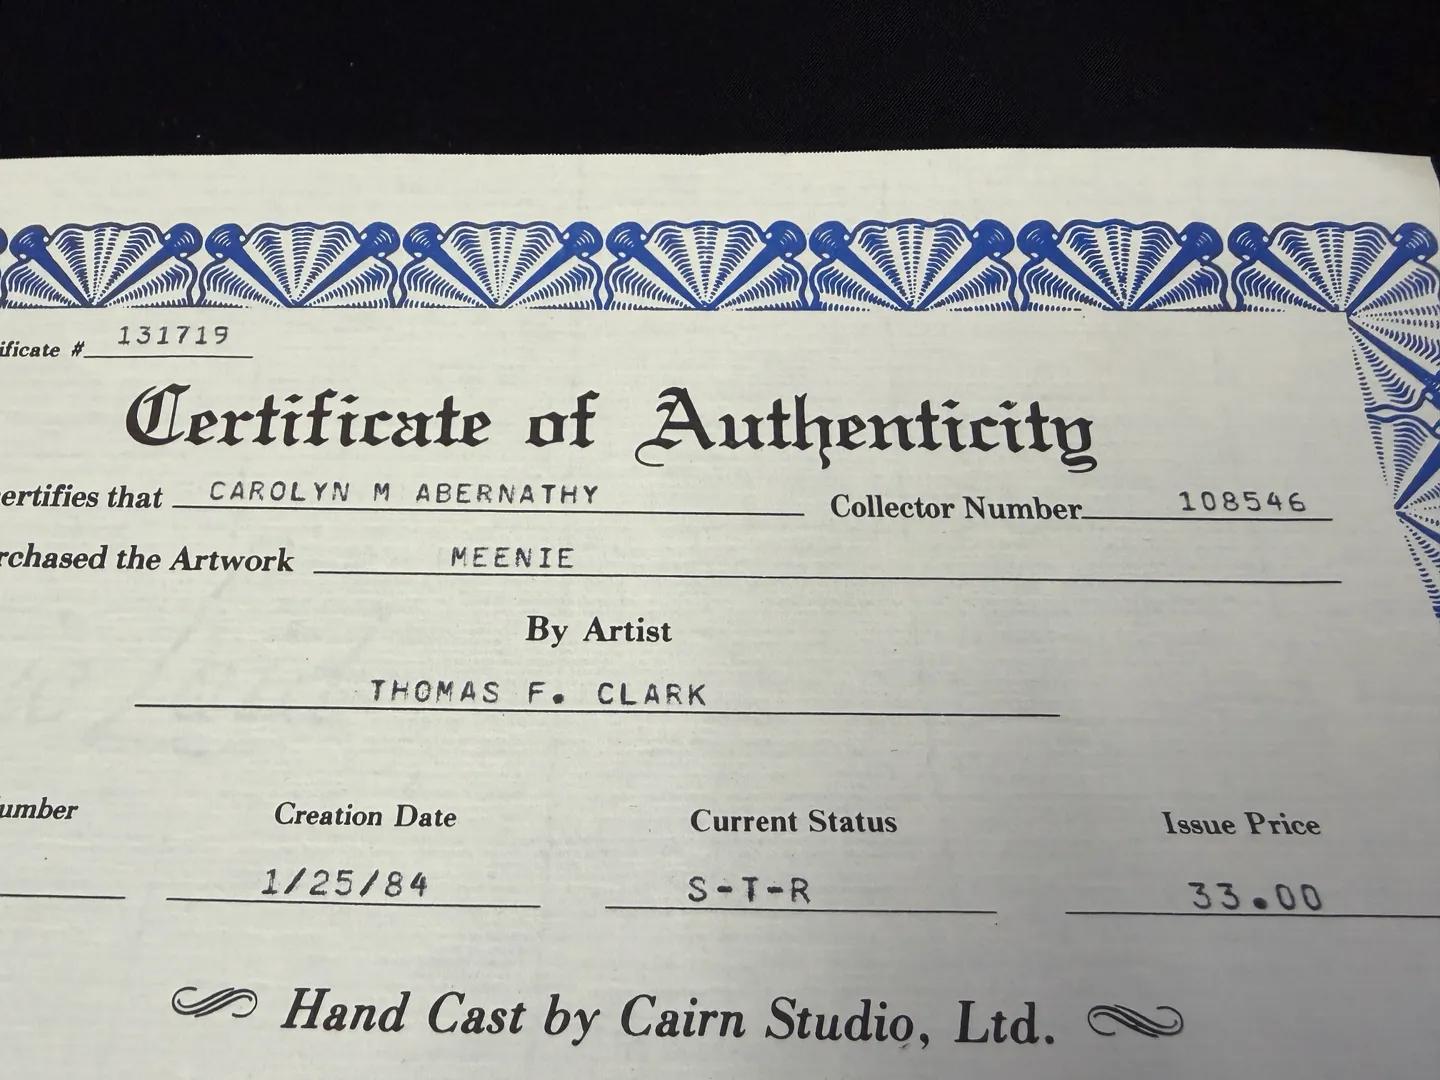 ificate # 131719
Certificate of Authenticity
ertifies that CAROLYN M ABERNATHY Collector Number 108546
rchased the Artwork MEENIE
By Artist
THOMAS F. CLARK
umber Creation Date Current Status Issue Price
1/25/84 S-T-R 33.00
Hand Cast by Cairn Studio, Ltd.